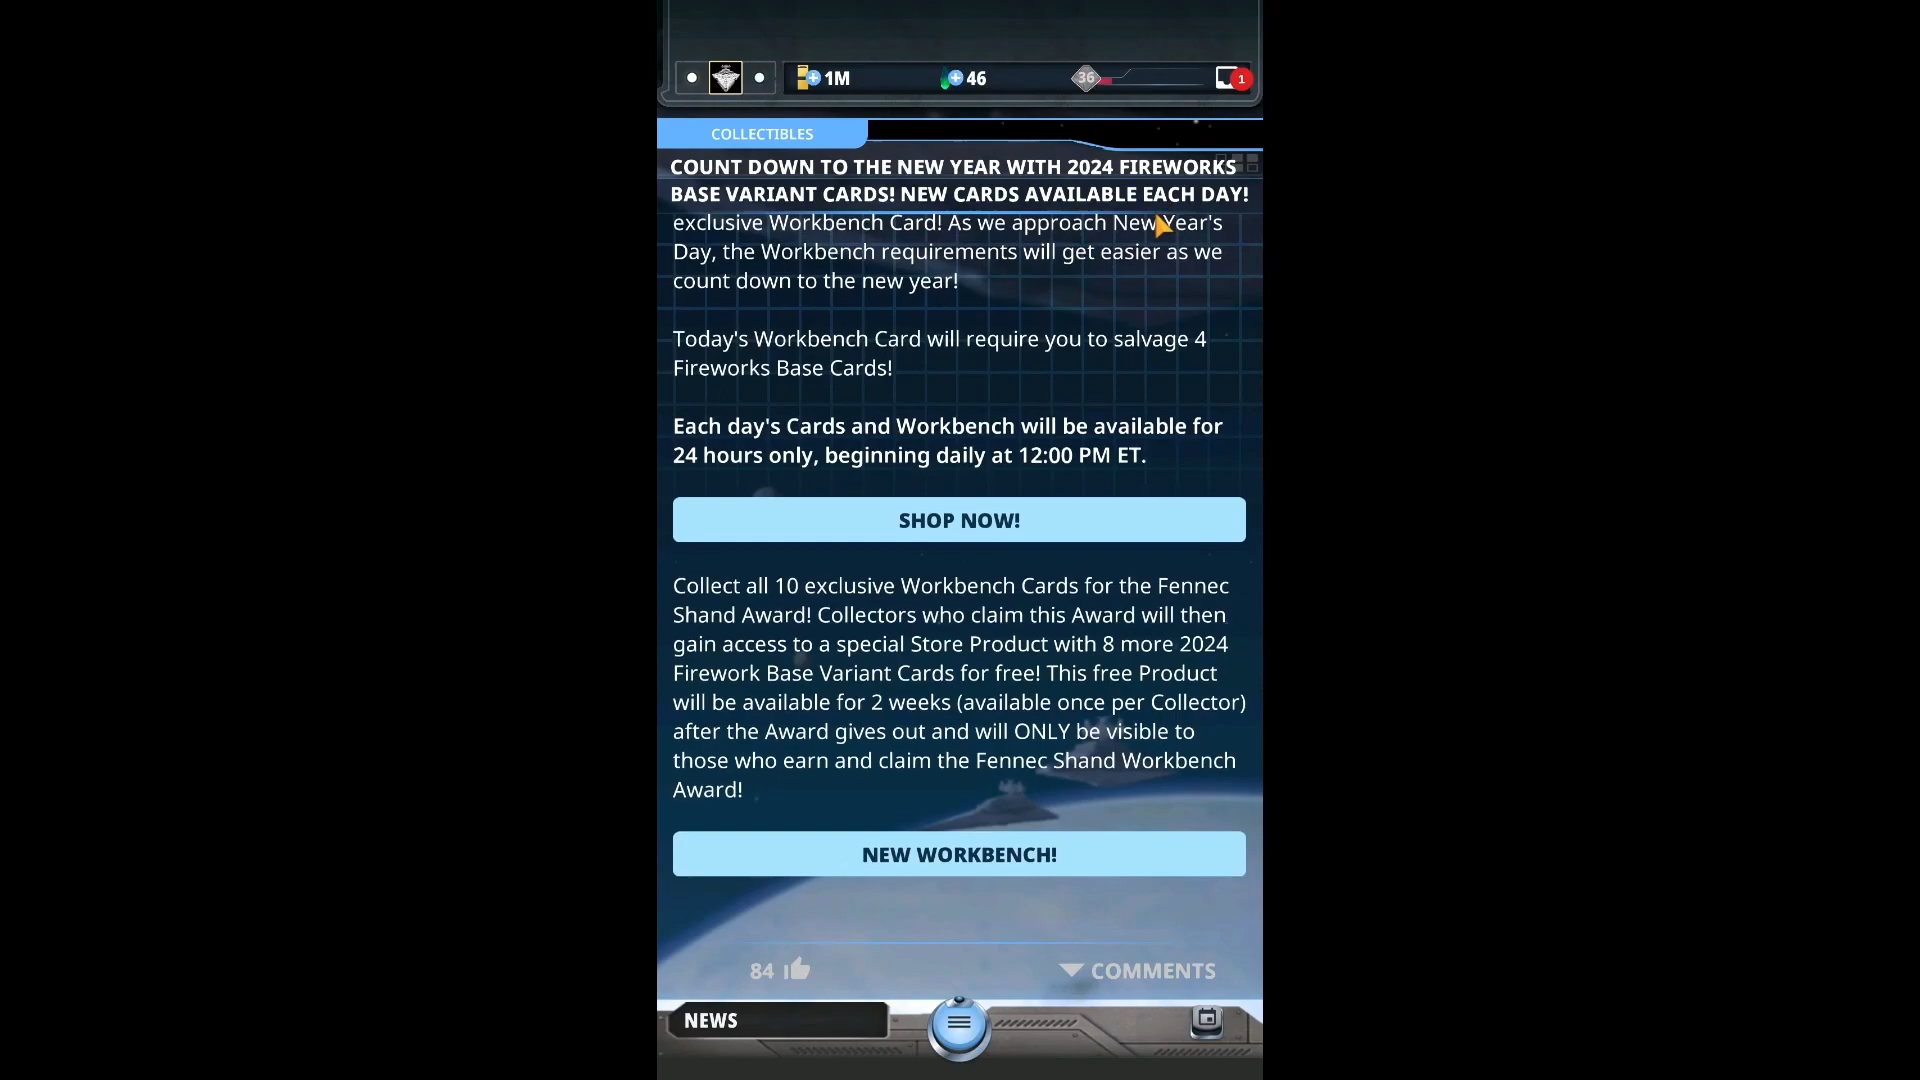 1M
46
36
1
COLLECTIBLES
COUNT DOWN TO THE NEW YEAR WITH 2024 FIREWORKS
BASE VARIANT CARDS! NEW CARDS AVAILABLE EACH DAY!
exclusive Workbench Card! As we approach New Year's
Day, the Workbench requirements will get easier as we
count down to the new year!
Today's Workbench Card will require you to salvage 4
Fireworks Base Cards!
Each day's Cards and Workbench will be available for
24 hours only, beginning daily at 12:00 PM ET.
SHOP NOW!
Collect all 10 exclusive Workbench Cards for the Fennec
Shand Award! Collectors who claim this Award will then
gain access to a special Store Product with 8 more 2024
Firework Base Variant Cards for free! This free Product
will be available for 2 weeks (available once per Collector)
after the Award gives out and will ONLY be visible to
those who earn and claim the Fennec Shand Workbench
Award!
NEW WORKBENCH!
84
COMMENTS
NEWS